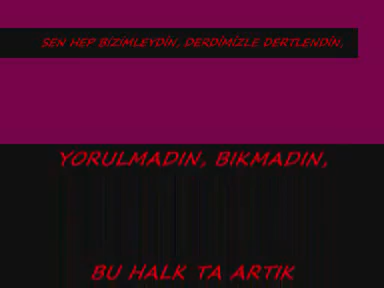 SEN HEP BİZİMLEYDİN, DERDİMİZLE DERTLENDİN,
YORULMADIN, BIKMADIN,
BU HALK TA ARTIK